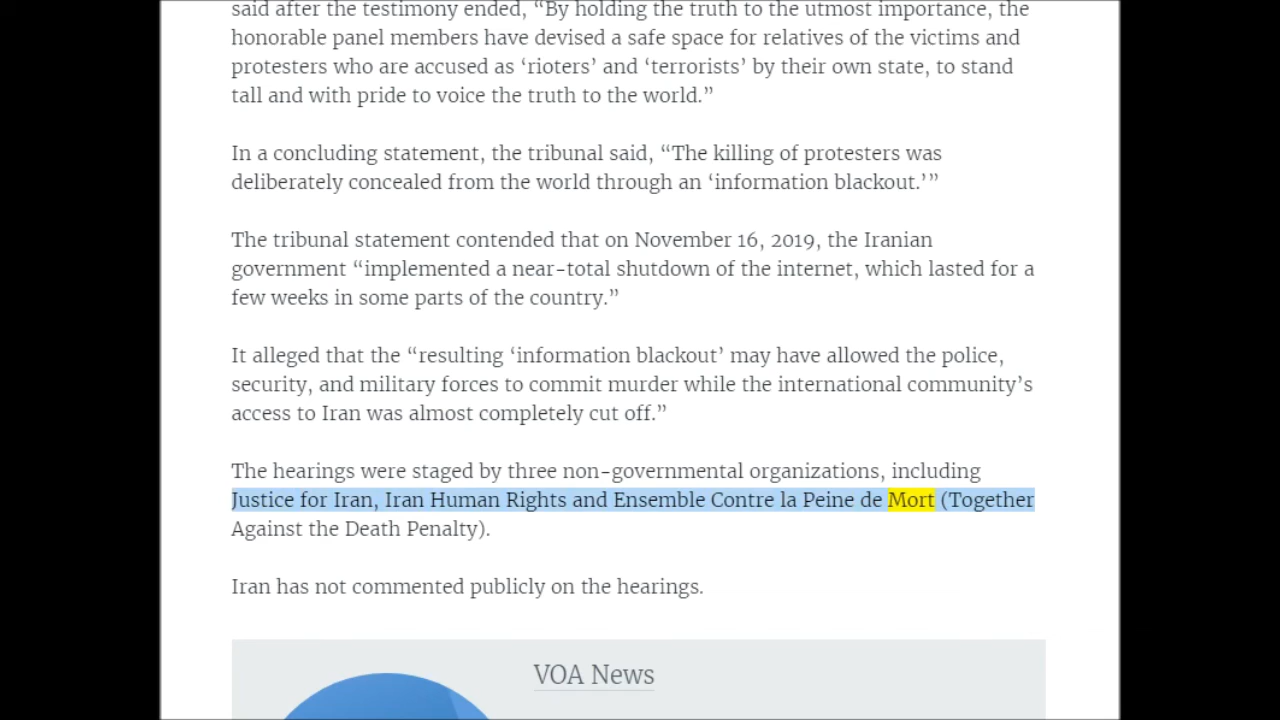 said after the testimony ended, “By holding the truth to the utmost importance, the
honorable panel members have devised a safe space for relatives of the victims and
protesters who are accused as ‘rioters’ and ‘terrorists’ by their own state, to stand
tall and with pride to voice the truth to the world.”
In a concluding statement, the tribunal said, “The killing of protesters was
deliberately concealed from the world through an ‘information blackout.’”
The tribunal statement contended that on November 16, 2019, the Iranian
government “implemented a near-total shutdown of the internet, which lasted for a
few weeks in some parts of the country.”
It alleged that the “resulting ‘information blackout’ may have allowed the police,
security, and military forces to commit murder while the international community’s
access to Iran was almost completely cut off.”
The hearings were staged by three non-governmental organizations, including
Justice for Iran, Iran Human Rights and Ensemble Contre la Peine de Mort (Together
Against the Death Penalty).
Iran has not commented publicly on the hearings.
VOA News